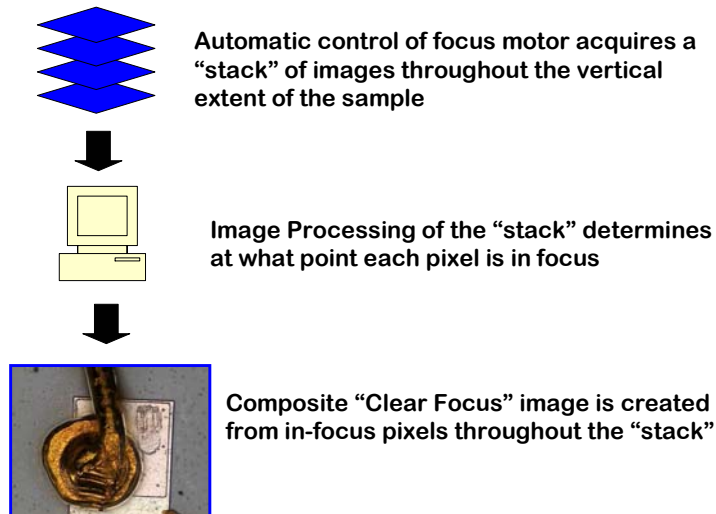 Automatic control of focus motor acquires a
“stack” of images throughout the vertical
extent of the sample
Image Processing of the “stack” determines
at what point each pixel is in focus
Composite “Clear Focus” image is created
from in-focus pixels throughout the “stack”